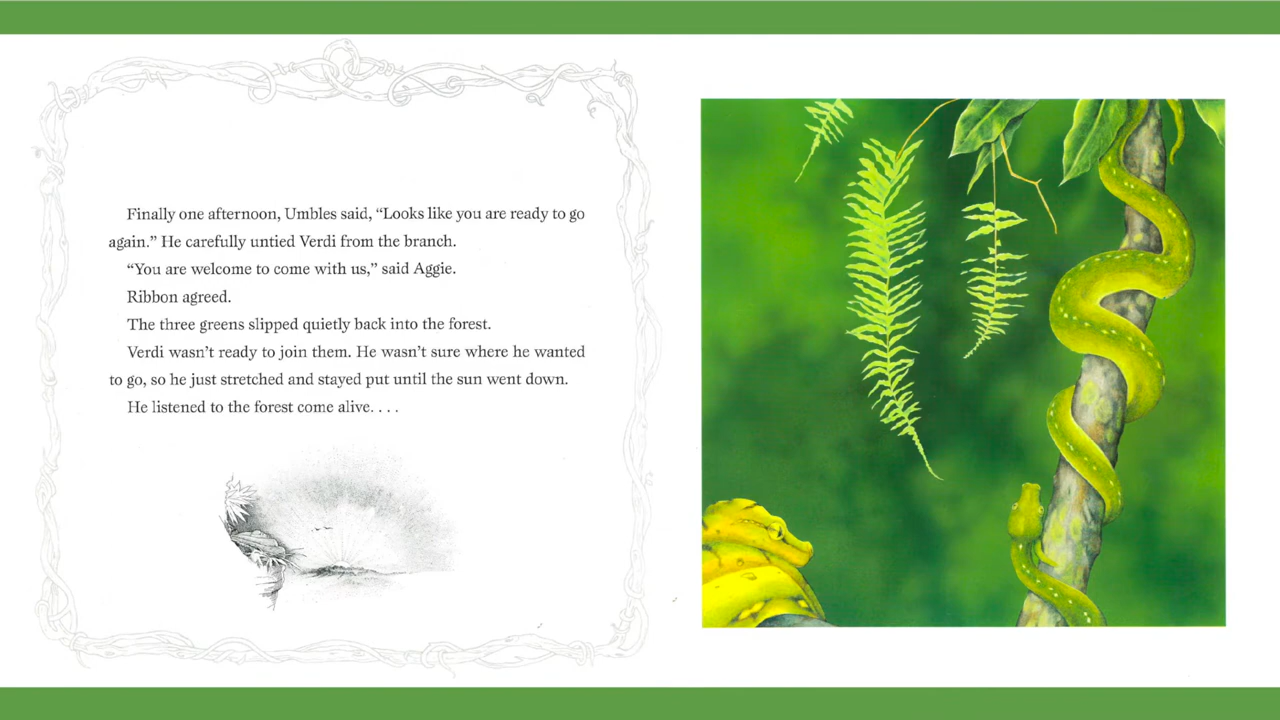 Finally one afternoon, Umbles said, “Looks like you are ready to go
again.” He carefully untied Verdi from the branch.
“You are welcome to come with us,” said Aggie.
Ribbon agreed.
The three greens slipped quietly back into the forest.
Verdi wasn’t ready to join them. He wasn’t sure where he wanted
to go, so he just stretched and stayed put until the sun went down.
He listened to the forest come alive. . . .